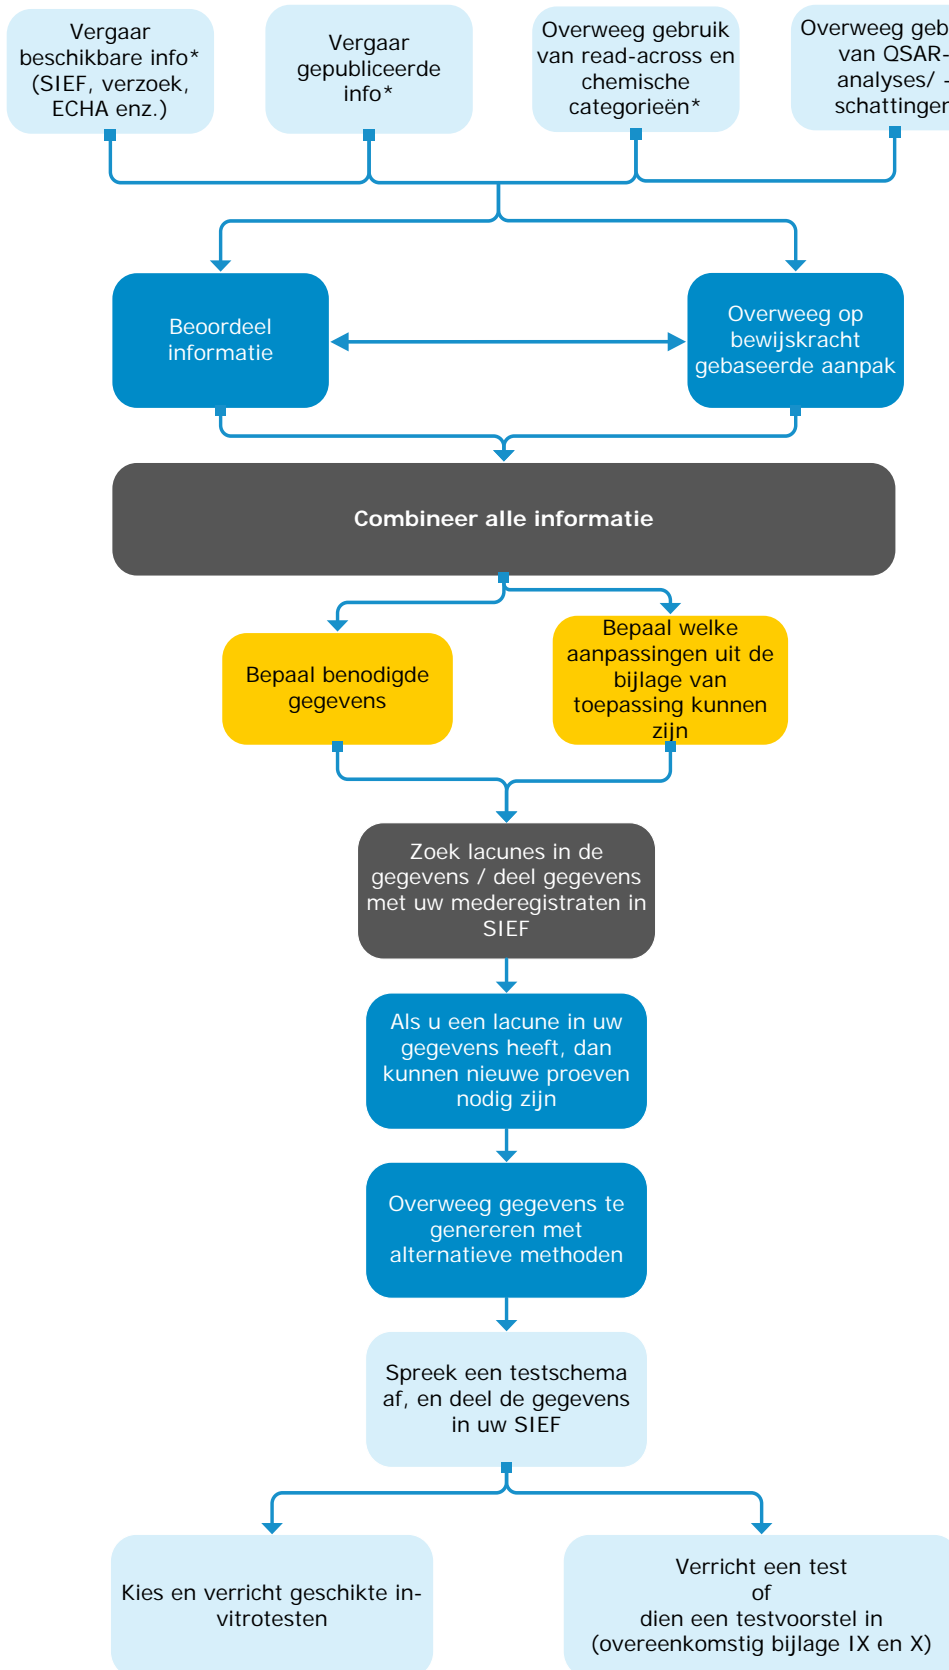 Vergaar
beschikbare info*
(SIEF, verzoek,
ECHA enz.)
Vergaar
gepubliceerde
info*
Overweeg gebruik
van read-across en
chemische
categorieën*
Overweeg geb
van QSAR-
analyses/ -
schattingen
Beoordeel
informatie
Overweeg op
bewijskracht
gebaseerde aanpak
Combineer alle informatie
Bepaal benodigde
gegevens
Bepaal welke
aanpassingen uit de
bijlage van
toepassing kunnen
zijn
Zoek lacunes in de
gegevens / deel gegevens
met uw mederegistraten in
SIEF
Als u een lacune in uw
gegevens heeft, dan
kunnen nieuwe proeven
nodig zijn
Overweeg gegevens te
genereren met
alternatieve methoden
Spreek een testschema
af, en deel de gegevens
in uw SIEF
Kies en verricht geschikte in-
vitrotesten
Verricht een test
of
dien een testvoorstel in
(overeenkomstig bijlage IX en X)